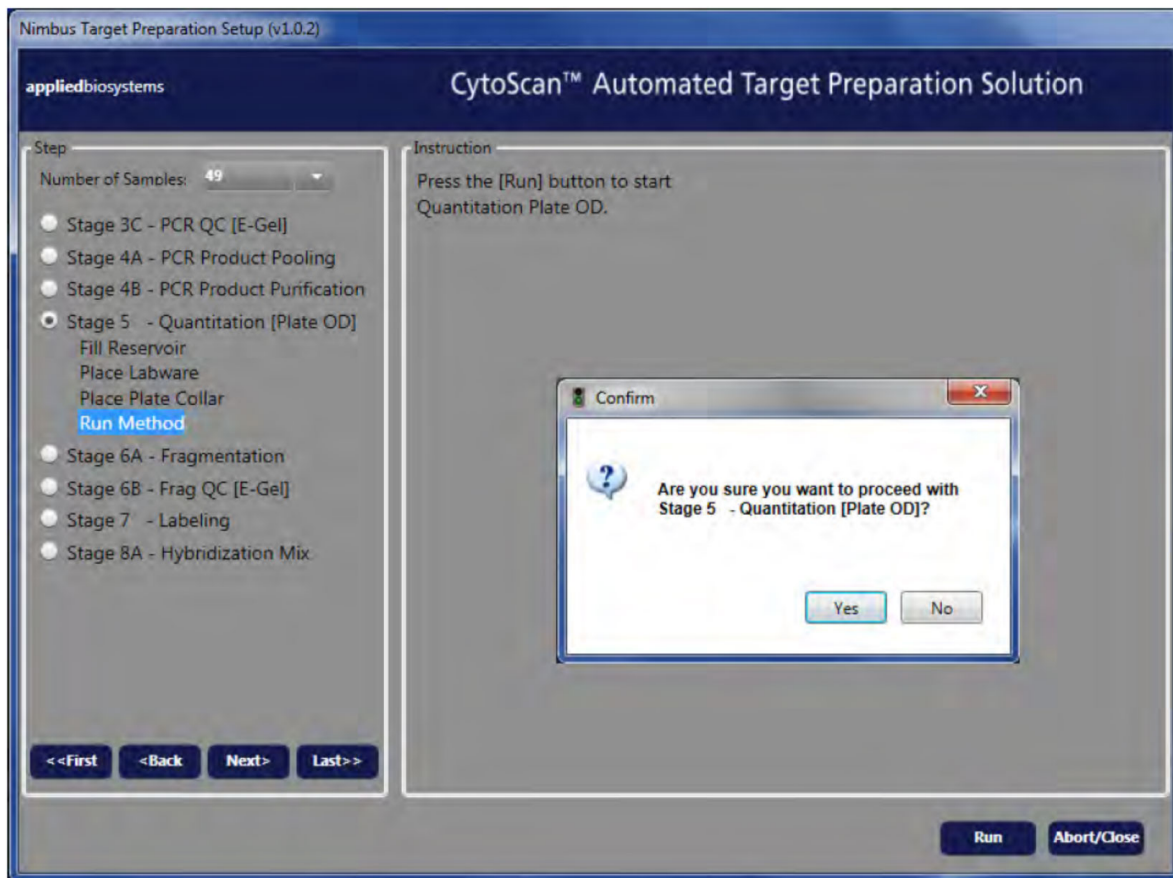 Nimbus Target Preparation Setup (v1.0.2)
appliedbiosystems
CytoScan™ Automated Target Preparation Solution
Step
Number of Samples: 49
Stage 3C - PCR QC [E-Gel]
Stage 4A - PCR Product Pooling
Stage 4B - PCR Product Purification
Stage 5 - Quantitation [Plate OD]
Fill Reservoir
Place Labware
Place Plate Collar
Run Method
Stage 6A - Fragmentation
Stage 6B - Frag QC [E-Gel]
Stage 7 - Labeling
Stage 8A - Hybridization Mix
<<First
<Back
Next>
Last>>
Instruction
Press the [Run] button to start
Quantitation Plate OD.
Confirm
Are you sure you want to proceed with
Stage 5 - Quantitation [Plate OD]?
Yes
No
Run
Abort/Close